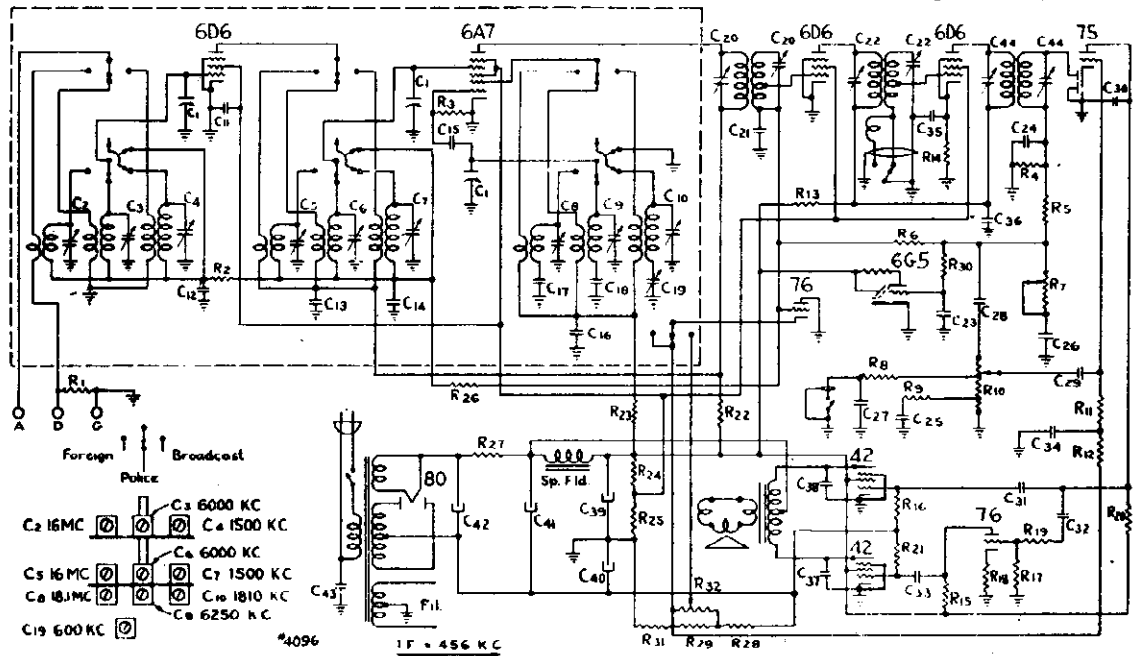 6D6 6A7 6D6 6D6 75
C20 C20 C22 C22 C44 C44
C1 C11 C1 R3 C15 C1 C21 C35 R14 C24 R4 C38
R13 C36 R5
C2 C3 C4 C5 C6 C7 C8 C9 C10
R6 6G5 R30 R7
R2 C12 C13 C14 C17 C18 C19 C16
76 C23 C28 C26
R1
A D G
R26 R23 R22
R8 C27 R9 C25 R10 C29 R11
C34 R12
Foreign Broadcast
Police
R27 80 Sp. Fld. R24 R25
C42 C41 C39 C40
42 C38 R16 C31
C32 R20
C3 6000 KC
C2 16MC C4 1500 KC
C6 6000 KC
C5 16 MC C7 1500 KC
C8 18.1MC C10 1810 KC
C9 6250 KC
C19 600 KC
C43 Fil.
42 C37 R21 C33 R15
76 R19 R18 R17
R32
R31 R29 R28
#4096
IF = 456 KC